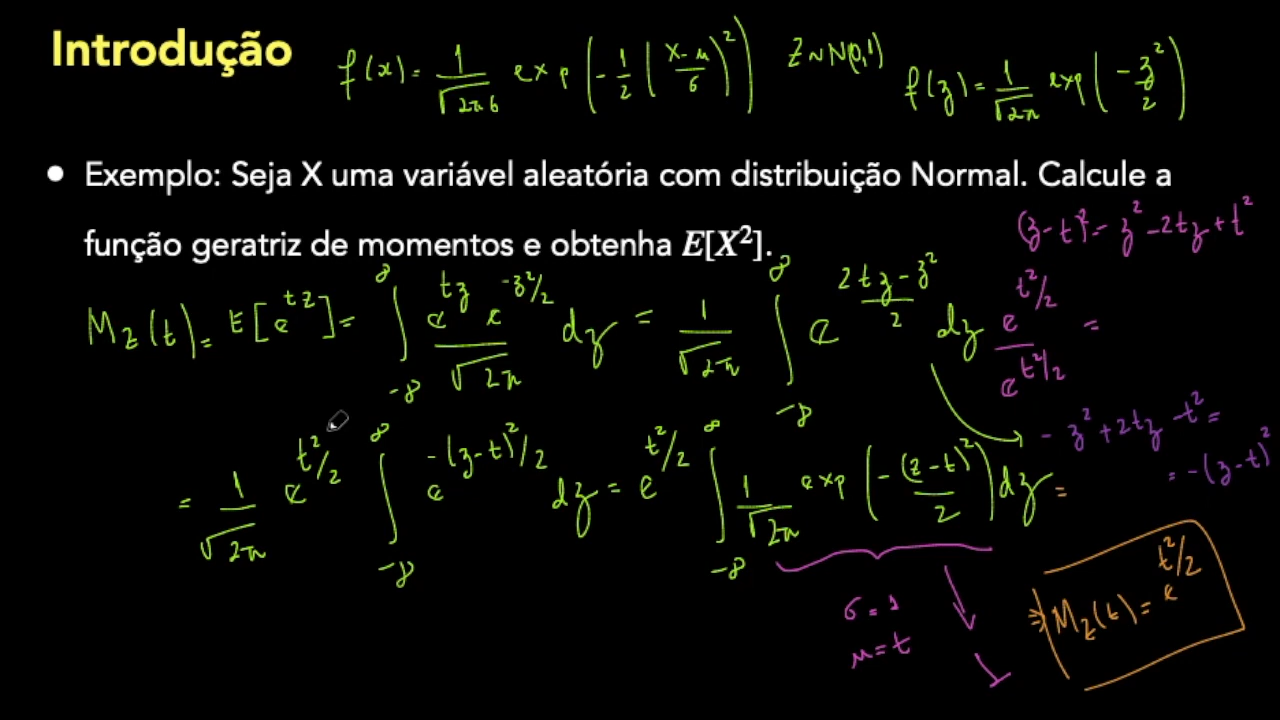 Introdução
f(x) = 1/√2π σ exp(-1/2 (x-μ/σ)²) Z ~ N(0,1) f(z) = 1/√2π exp(-z²/2)
• Exemplo: Seja X uma variável aleatória com distribuição Normal. Calcule a
função geratriz de momentos e obtenha E[X²].
(z-t)² = z² - 2tz + t²
M_Z(t) = E[e^{tZ}] = ∫_{-∞}^{∞} e^{tz} e^{-z²/2}/√2π dz = 1/√2π ∫_{-∞}^{∞} e^{(2tz-z²)/2} dz e^{t²/2}/e^{t²/2} =
-z² + 2tz - t² =
= -(z-t)²
= 1/√2π e^{t²/2} ∫_{-∞}^{∞} e^{-(z-t)²/2} dz = e^{t²/2} ∫_{-∞}^{∞} 1/√2π exp(-(z-t)²/2) dz =
σ = 1
μ = t
1
⇒ M_Z(t) = e^{t²/2}